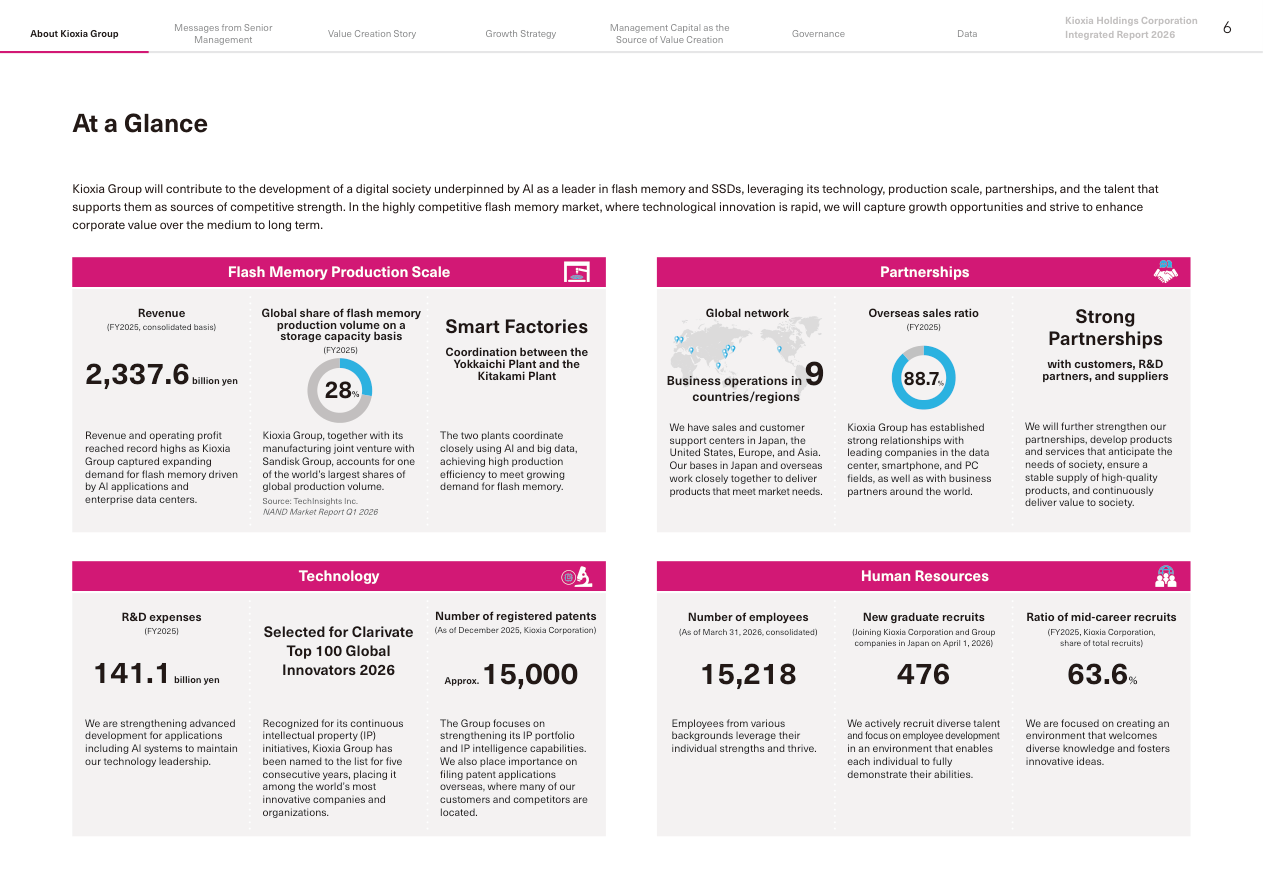 About Kioxia Group
Messages from Senior
Management
Value Creation Story
Growth Strategy
Management Capital as the
Source of Value Creation
Governance
Data
Kioxia Holdings Corporation
Integrated Report 2026
6
At a Glance
Kioxia Group will contribute to the development of a digital society underpinned by AI as a leader in flash memory and SSDs, leveraging its technology, production scale, partnerships, and the talent that
supports them as sources of competitive strength. In the highly competitive flash memory market, where technological innovation is rapid, we will capture growth opportunities and strive to enhance
corporate value over the medium to long term.
Flash Memory Production Scale
Revenue
(FY2025, consolidated basis)
2,337.6 billion yen
Revenue and operating profit
reached record highs as Kioxia
Group captured expanding
demand for flash memory driven
by AI applications and
enterprise data centers.
Global share of flash memory
production volume on a
storage capacity basis
(FY2025)
28%
Kioxia Group, together with its
manufacturing joint venture with
Sandisk Group, accounts for one
of the world's largest shares of
global production volume.
Source: TechInsights Inc.
NAND Market Report Q1 2026
Smart Factories
Coordination between the
Yokkaichi Plant and the
Kitakami Plant
The two plants coordinate
closely using AI and big data,
achieving high production
efficiency to meet growing
demand for flash memory.
Partnerships
Global network
Business operations in 9
countries/regions
We have sales and customer
support centers in Japan, the
United States, Europe, and Asia.
Our bases in Japan and overseas
work closely together to deliver
products that meet market needs.
Overseas sales ratio
(FY2025)
88.7%
Kioxia Group has established
strong relationships with
leading companies in the data
center, smartphone, and PC
fields, as well as with business
partners around the world.
Strong
Partnerships
with customers, R&D
partners, and suppliers
We will further strengthen our
partnerships, develop products
and services that anticipate the
needs of society, ensure a
stable supply of high-quality
products, and continuously
deliver value to society.
Technology
R&D expenses
(FY2025)
141.1 billion yen
We are strengthening advanced
development for applications
including AI systems to maintain
our technology leadership.
Selected for Clarivate
Top 100 Global
Innovators 2026
Recognized for its continuous
intellectual property (IP)
initiatives, Kioxia Group has
been named to the list for five
consecutive years, placing it
among the world's most
innovative companies and
organizations.
Number of registered patents
(As of December 2025, Kioxia Corporation)
Approx. 15,000
The Group focuses on
strengthening its IP portfolio
and IP intelligence capabilities.
We also place importance on
filing patent applications
overseas, where many of our
customers and competitors are
located.
Human Resources
Number of employees
(As of March 31, 2026, consolidated)
15,218
Employees from various
backgrounds leverage their
individual strengths and thrive.
New graduate recruits
(Joining Kioxia Corporation and Group
companies in Japan on April 1, 2026)
476
We actively recruit diverse talent
and focus on employee development
in an environment that enables
each individual to fully
demonstrate their abilities.
Ratio of mid-career recruits
(FY2025, Kioxia Corporation,
share of total recruits)
63.6%
We are focused on creating an
environment that welcomes
diverse knowledge and fosters
innovative ideas.